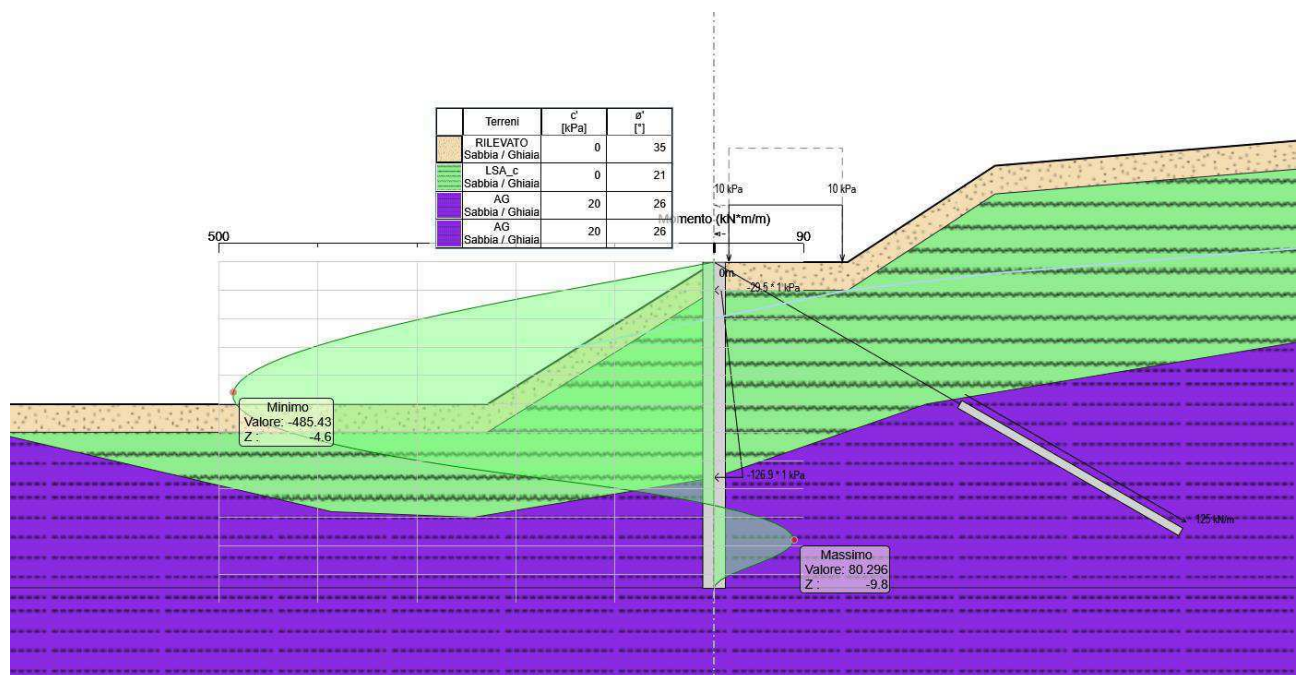 Terreni c' ø'
[kPa] [°]
RILEVATO 0 35
Sabbia / Ghiaia
LSA_c 0 21
Sabbia / Ghiaia
AG 20 26
Sabbia / Ghiaia
AG 20 26
Sabbia / Ghiaia
10 kPa 10 kPa
Momento (kN*m/m)
500 90
0m
-29.5 * 1 kPa
Minimo
Valore: -485.43
Z : -4.6
-126.9 * 1 kPa
125 kN/m
Massimo
Valore: 80.296
Z : -9.8